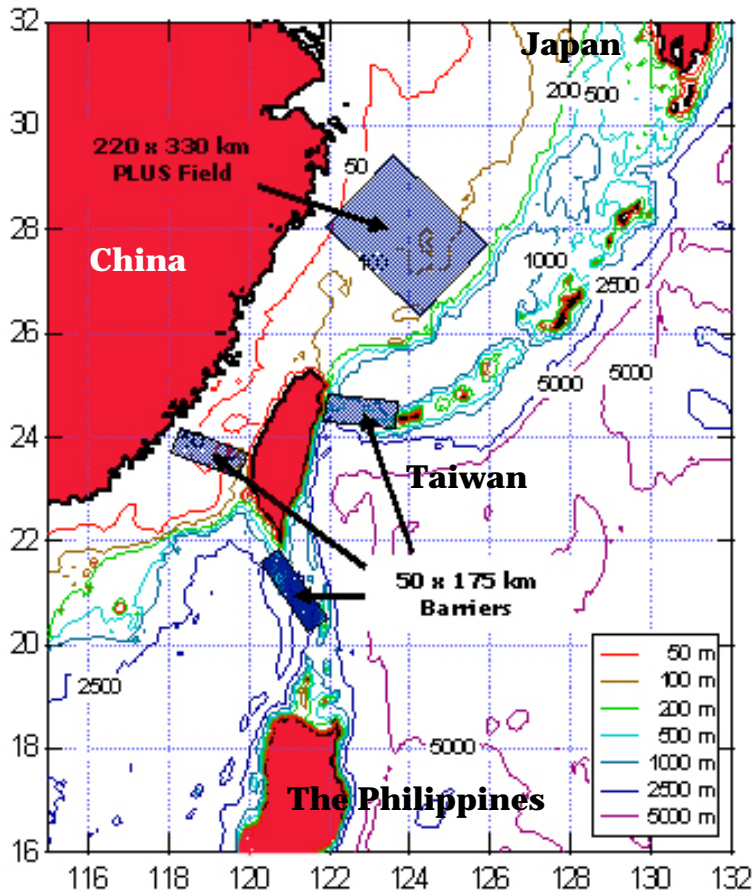 32
Japan
200
500
1000
30
220 x 330 km
PLUS Field
50
28
China
100
1000
2500
26
5000
5000
24
Taiwan
22
50 x 175 km
Barriers
20
2500
50 m
100 m
200 m
500 m
1000 m
2500 m
5000 m
18
5000
The Philippines
16
116 118 120 122 124 126 128 130 132